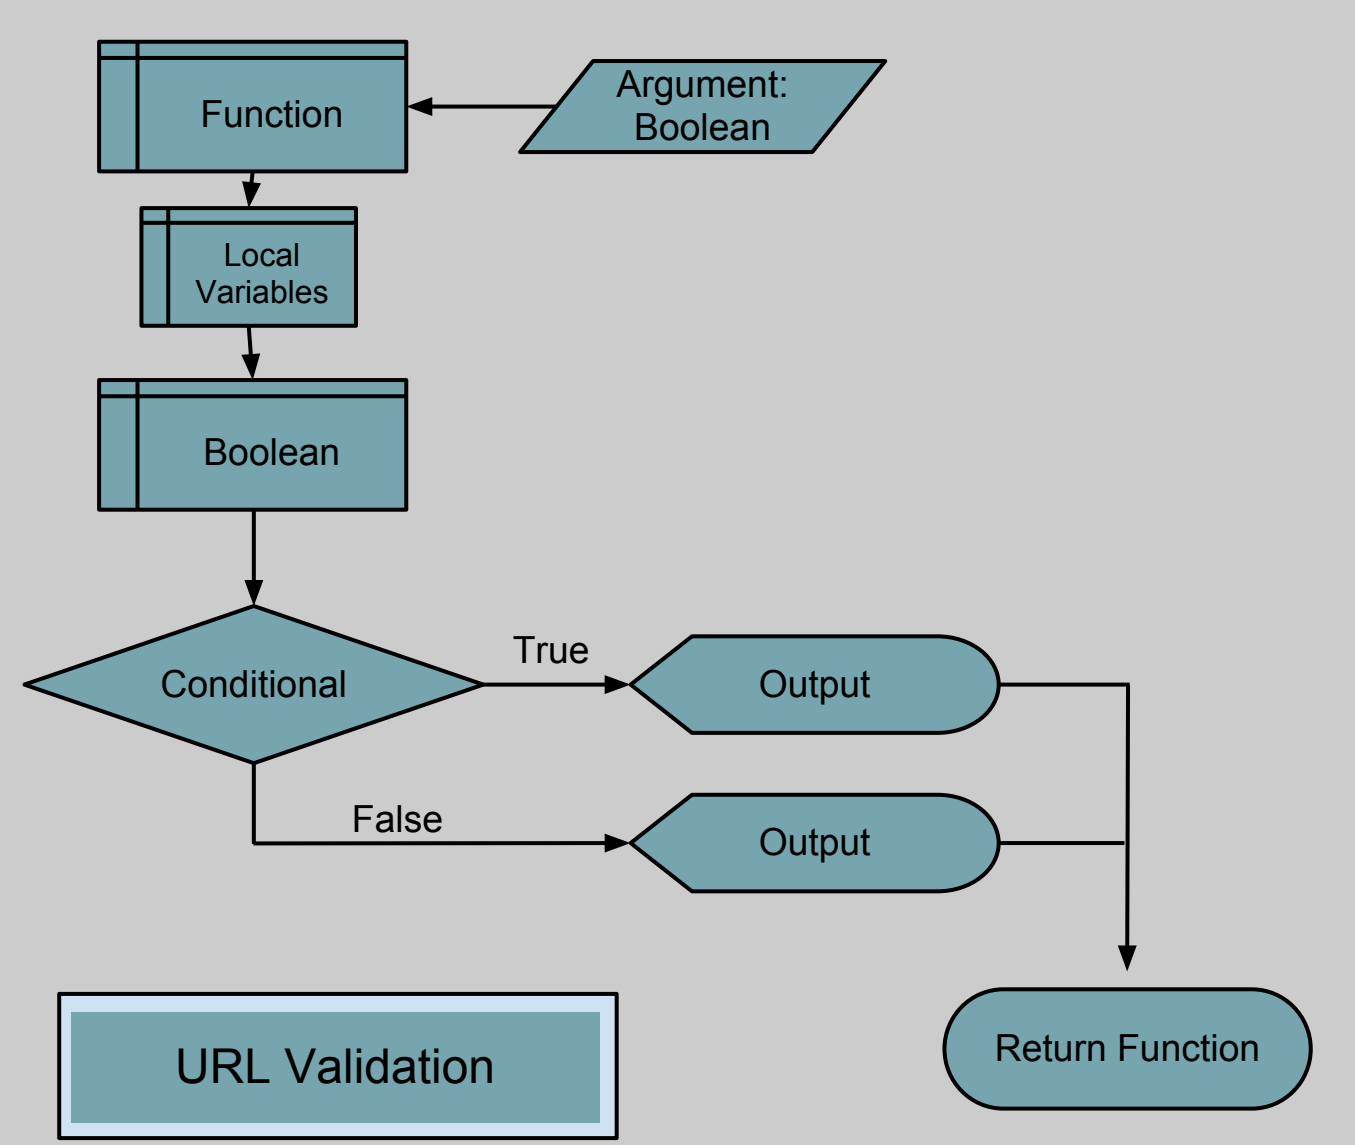 Function
Argument:
Boolean
Local
Variables
Boolean
Conditional
True
Output
False
Output
URL Validation
Return Function